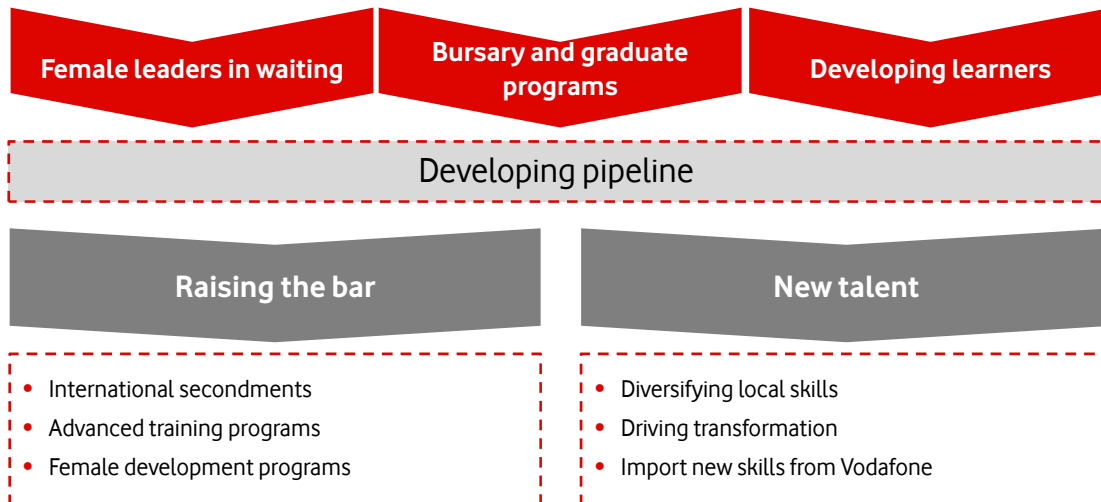 Female leaders in waiting
Bursary and graduate
programs
Developing learners
Developing pipeline
Raising the bar
New talent
• International secondments
• Advanced training programs
• Female development programs
• Diversifying local skills
• Driving transformation
• Import new skills from Vodafone